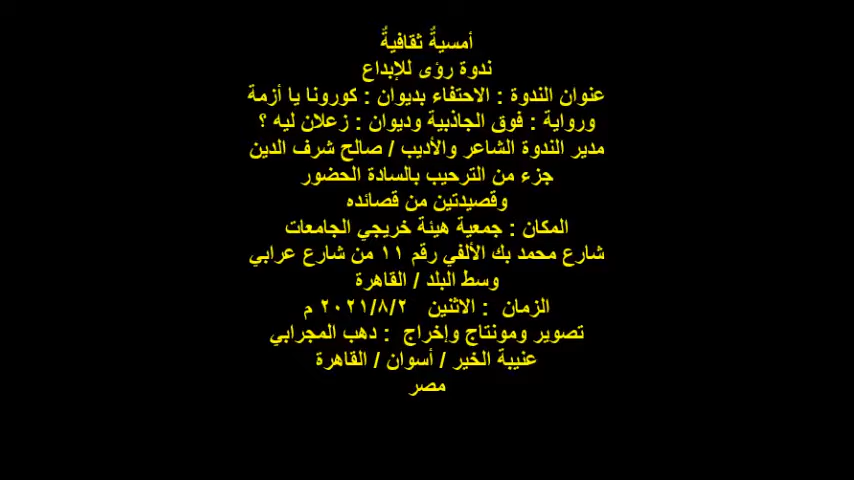 أمسيةٌ ثقافيةٌ
ندوة رؤى للإبداع
عنوان الندوة : الاحتفاء بديوان : كورونا يا أزمة
ورواية : فوق الجاذبية وديوان : زعلان ليه ؟
مدير الندوة الشاعر والأديب / صالح شرف الدين
جزء من الترحيب بالسادة الحضور
وقصيدتين من قصائده
المكان : جمعية هيئة خريجي الجامعات
شارع محمد بك الألفي رقم ١١ من شارع عرابي
وسط البلد / القاهرة
الزمان : الاثنين ٢٠٢١/٨/٢ م
تصوير ومونتاج وإخراج : دهب المجرابي
عنيبة الخير / أسوان / القاهرة
مصر